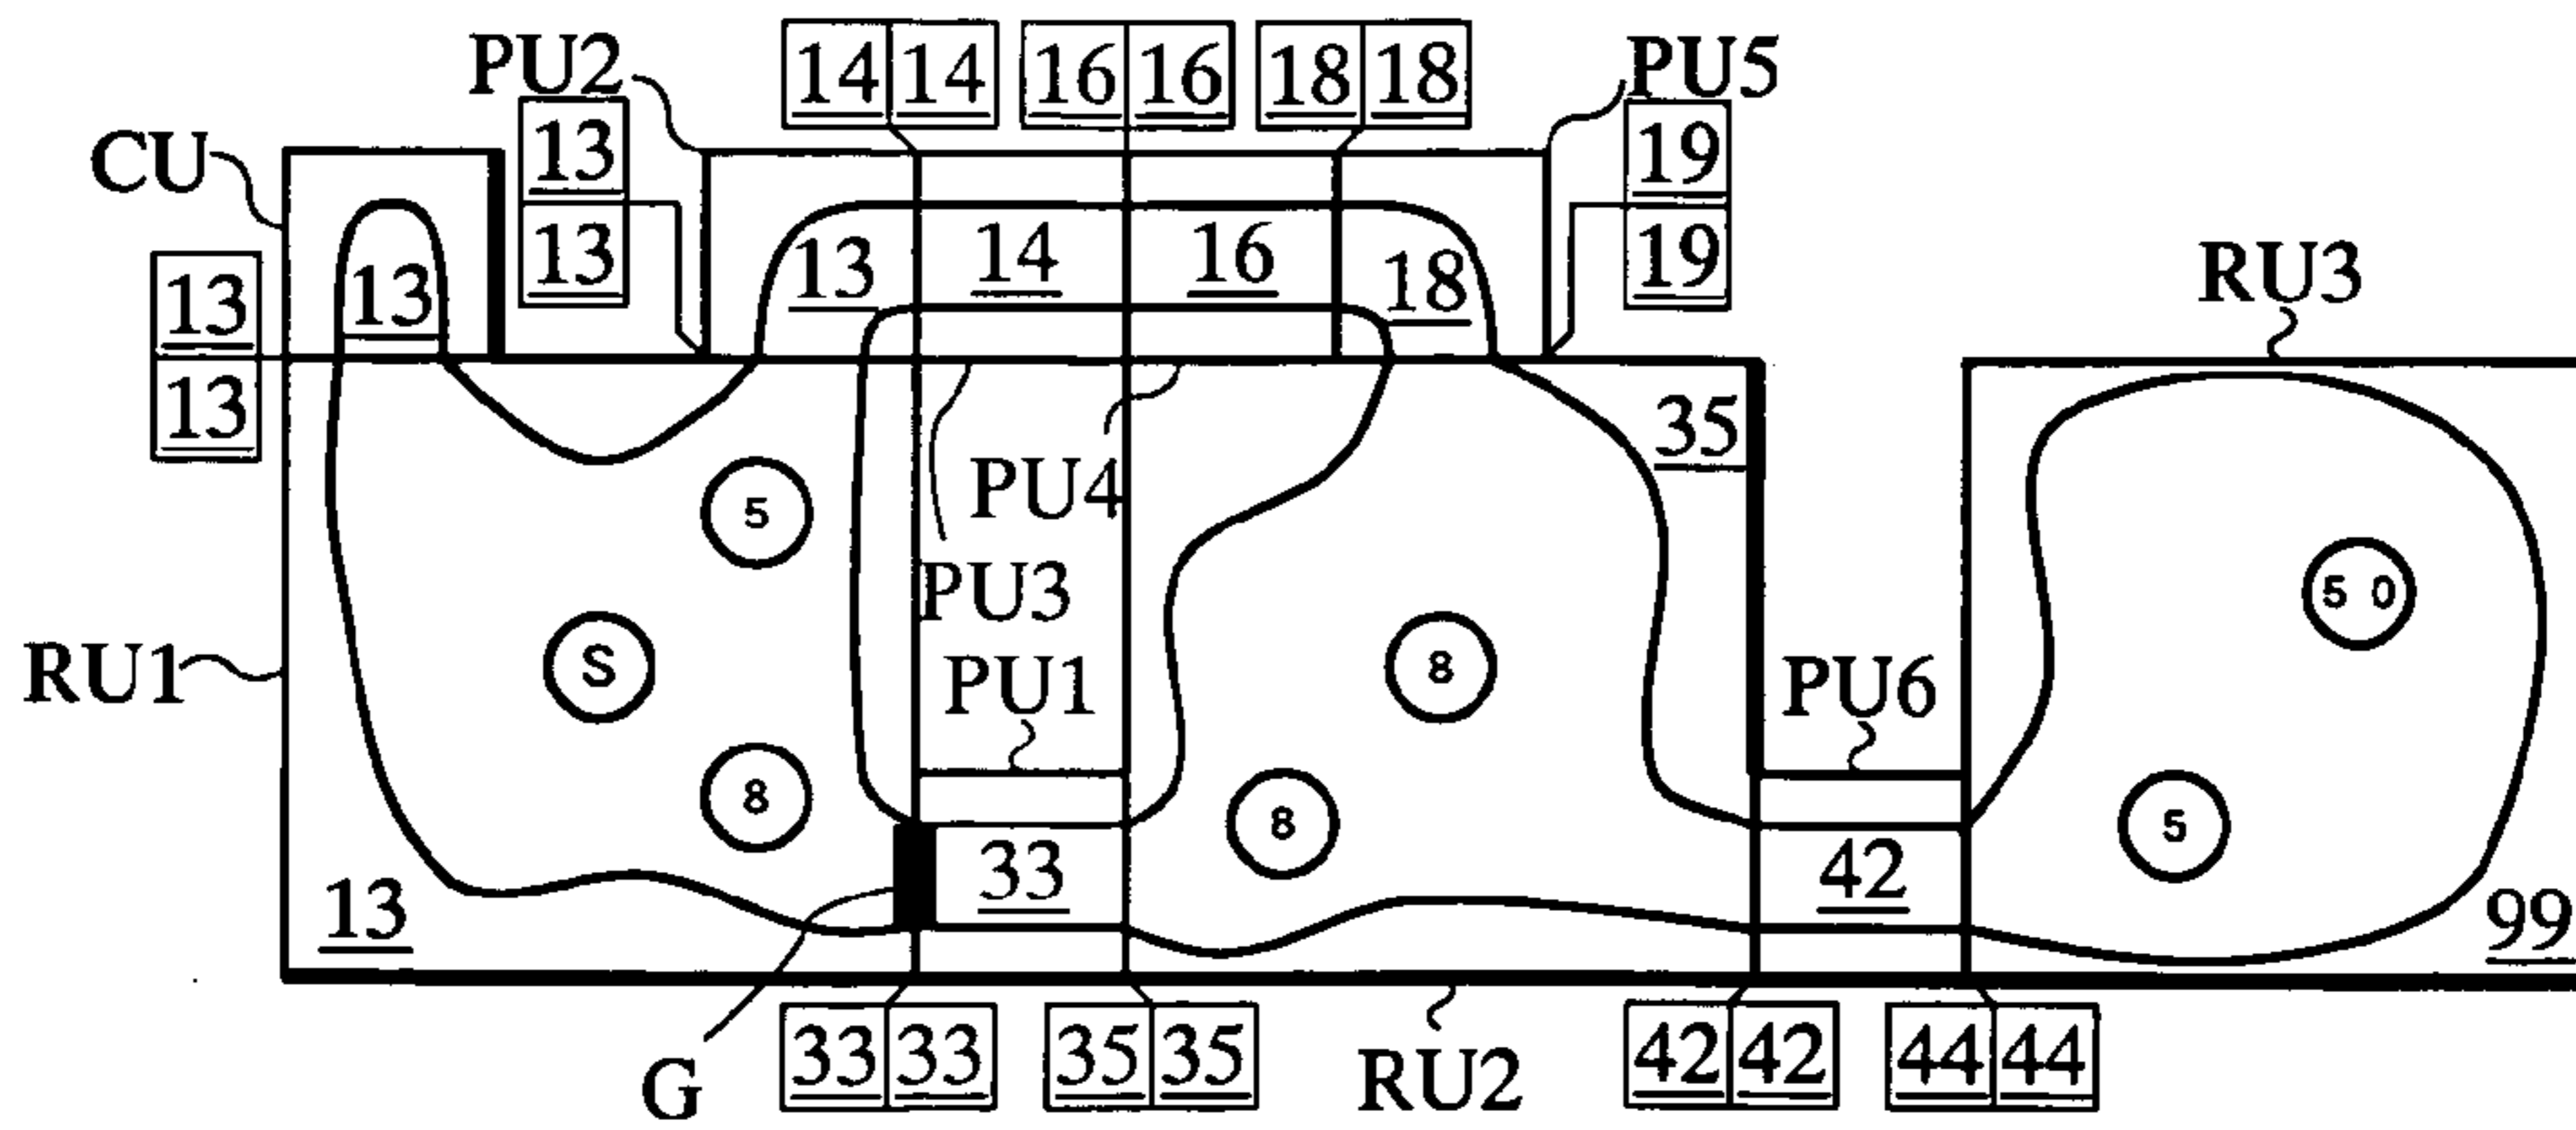 14 14 16 16 18 18
PU2 PU5
13 19
CU
13 14 16 18
13 19
13 13
RU3
13
35
5
PU4
PU3
5 0
RU1 S 8
PU1 PU6
8 8 5
33 42
13 99
33 33 35 35 42 42 44 44
G RU2